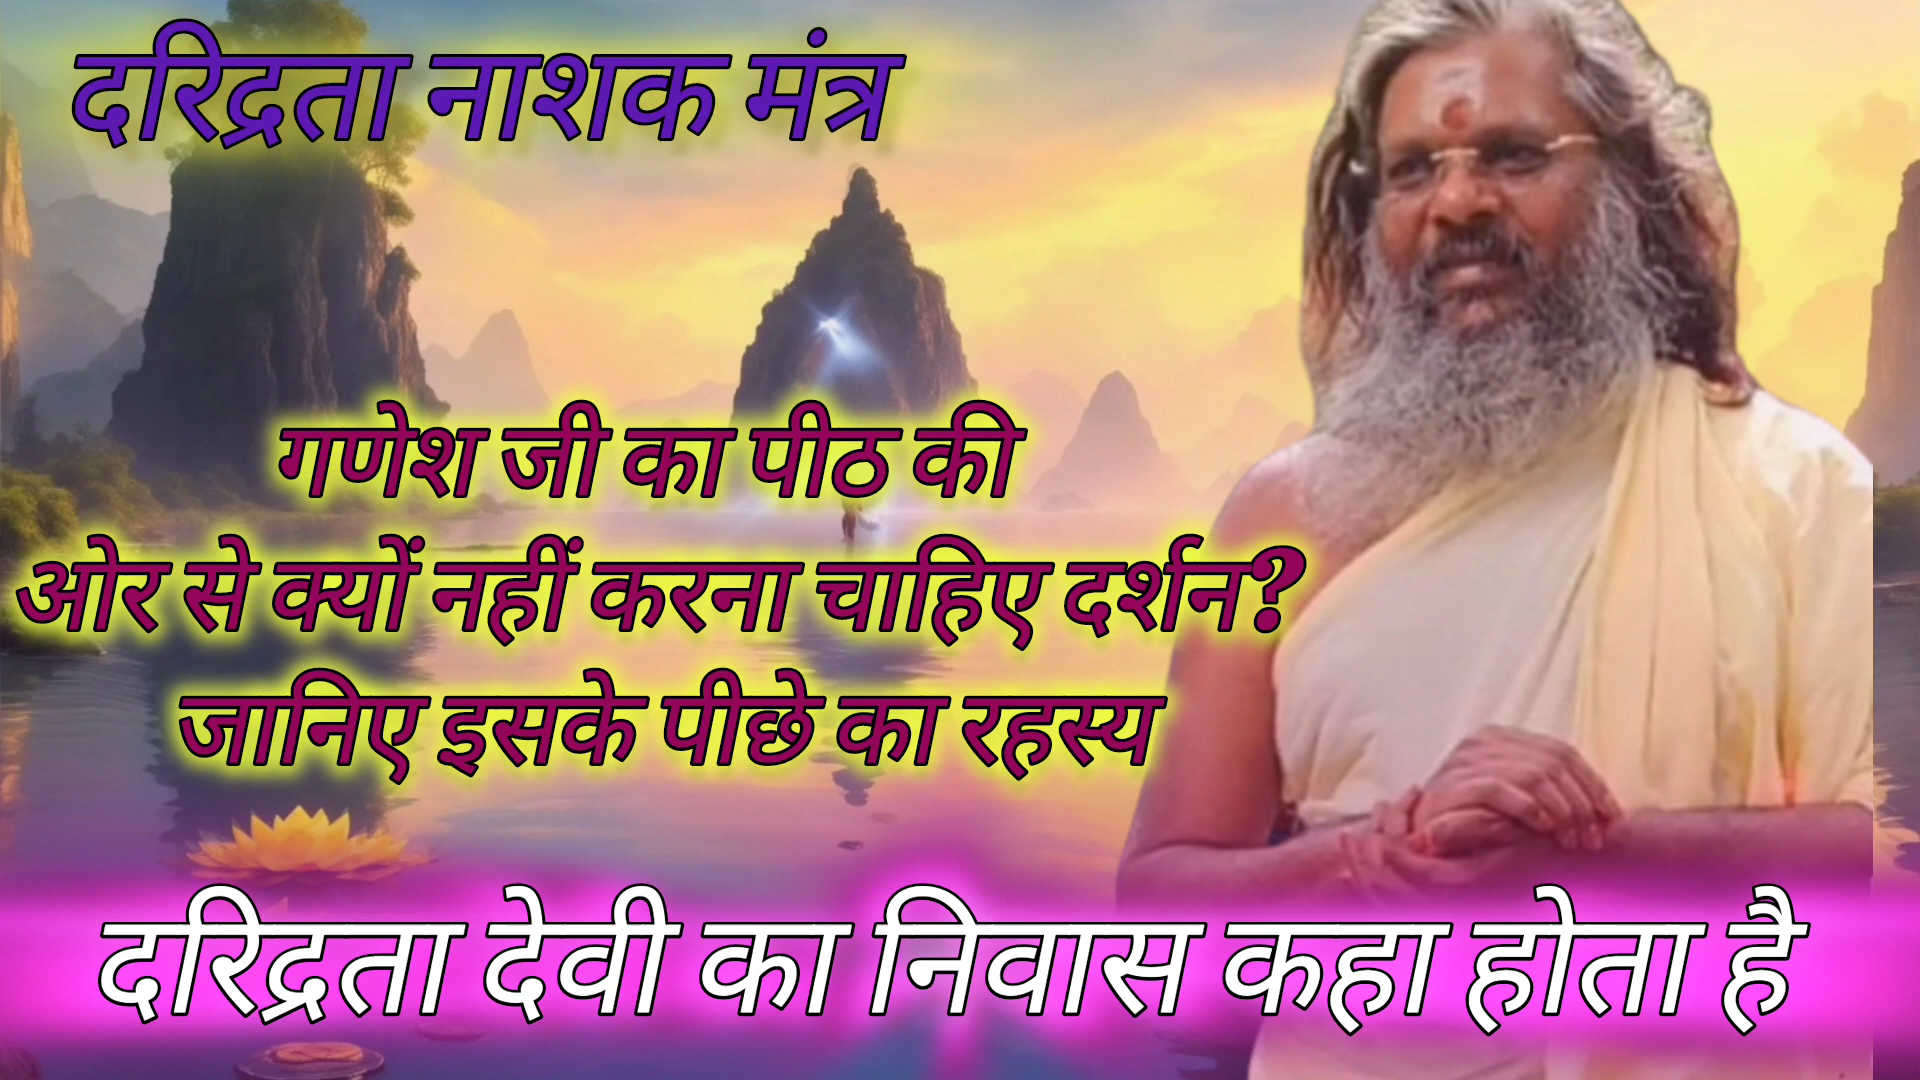 दरिद्रता नाशक मंत्र
गणेश जी का पीठ की
ओर से क्यों नहीं करना चाहिए दर्शन?
जानिए इसके पीछे का रहस्य
दरिद्रता देवी का निवास कहा होता है